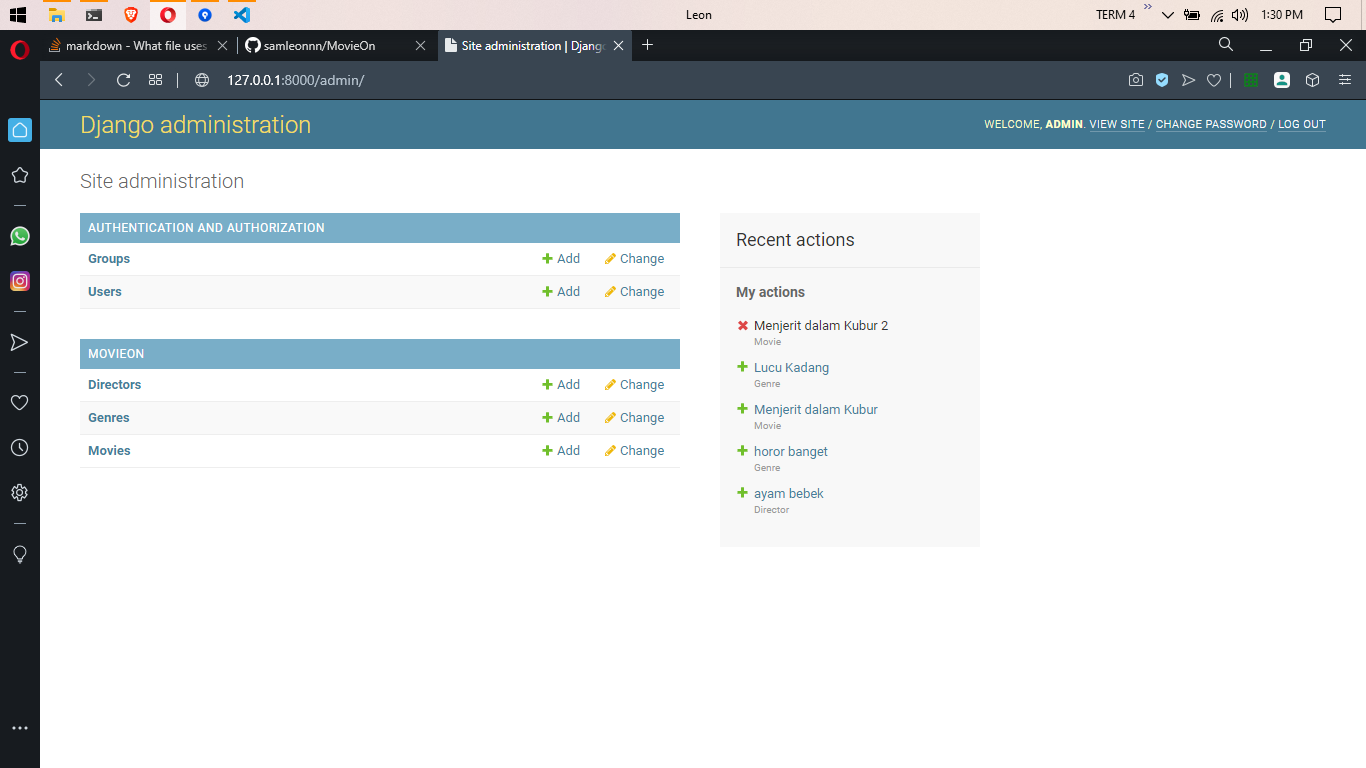 Leon
TERM 4
1:30 PM
markdown - What file uses
samleonnn/MovieOn
Site administration | Django
127.0.0.1:8000/admin/
Django administration
WELCOME, ADMIN. VIEW SITE / CHANGE PASSWORD / LOG OUT
Site administration
AUTHENTICATION AND AUTHORIZATION
Groups Add Change
Users Add Change
MOVIEON
Directors Add Change
Genres Add Change
Movies Add Change
Recent actions
My actions
Menjerit dalam Kubur 2
Movie
Lucu Kadang
Genre
Menjerit dalam Kubur
Movie
horor banget
Genre
ayam bebek
Director